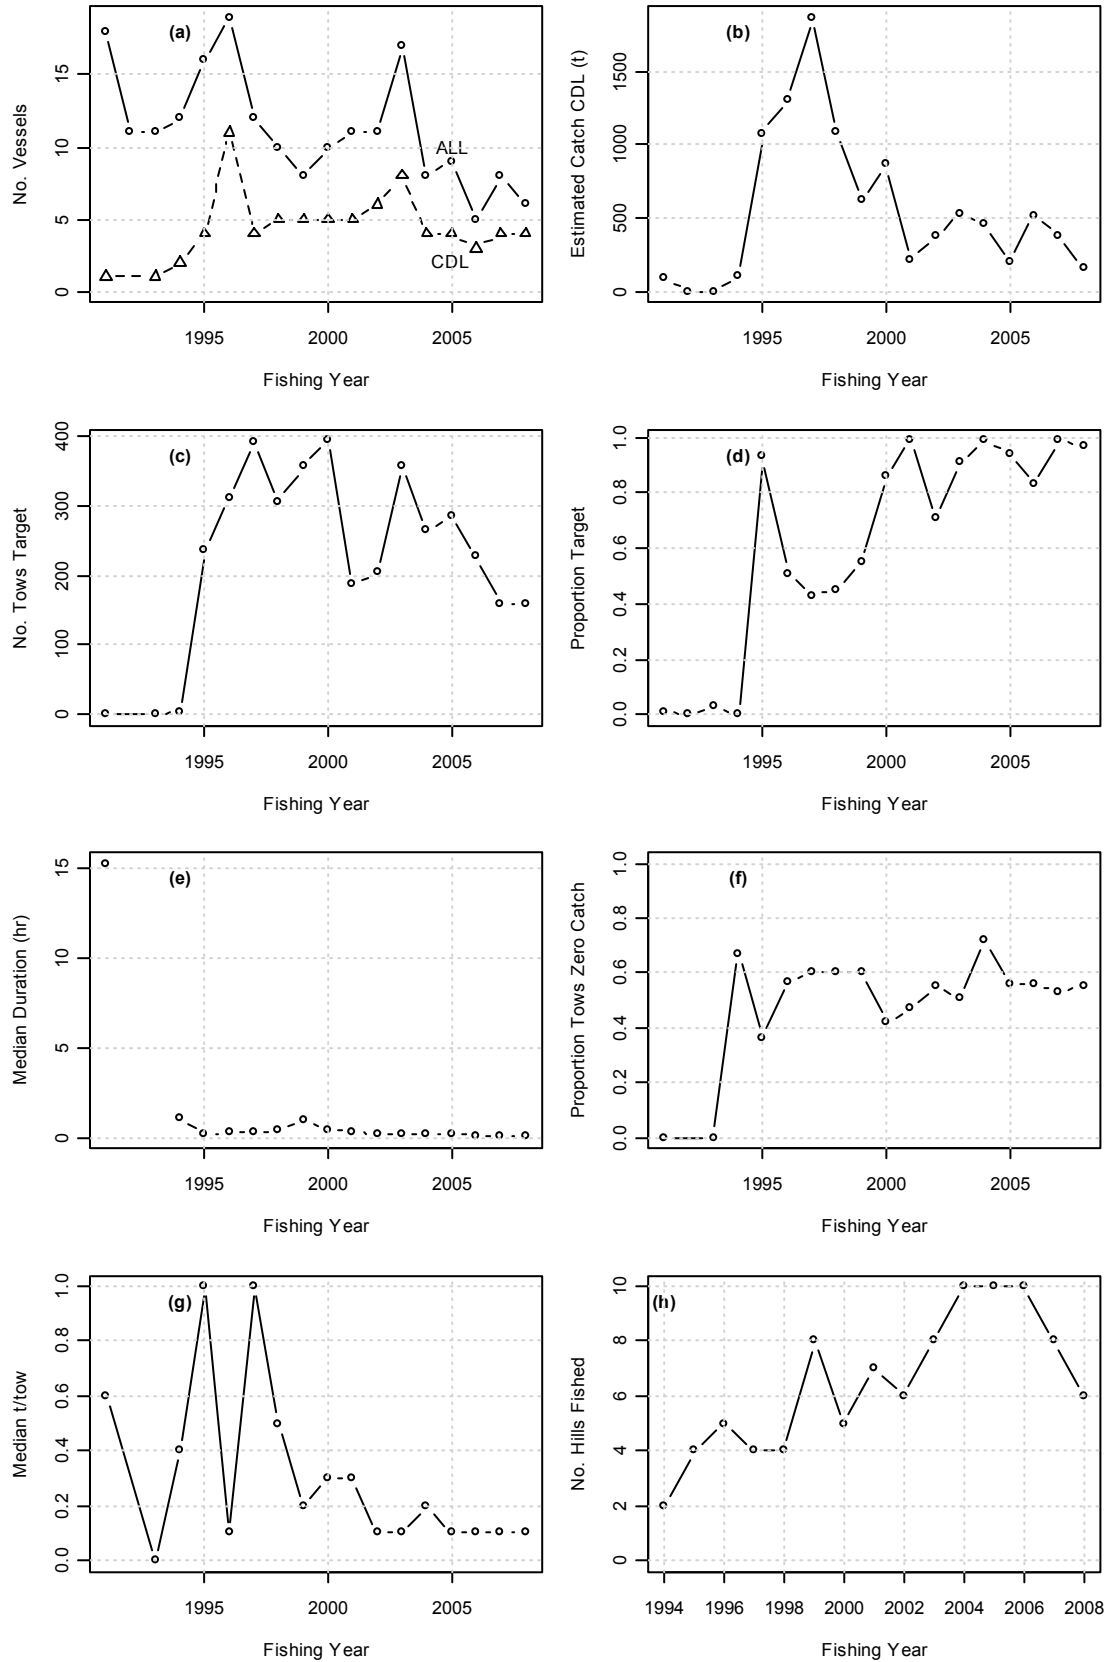 (a)
No. Vessels
15
10
5
0
ALL
CDL
1995 2000 2005
Fishing Year
(b)
Estimated Catch CDL (t)
1500
1000
500
0
1995 2000 2005
Fishing Year
(c)
No. Tows Target
400
300
200
100
0
1995 2000 2005
Fishing Year
(d)
Proportion Target
1.0
0.8
0.6
0.4
0.2
0.0
1995 2000 2005
Fishing Year
(e)
Median Duration (hr)
15
10
5
0
1995 2000 2005
Fishing Year
(f)
Proportion Tows Zero Catch
1.0
0.8
0.6
0.4
0.2
0.0
1995 2000 2005
Fishing Year
(g)
Median t/tow
1.0
0.8
0.6
0.4
0.2
0.0
1995 2000 2005
Fishing Year
(h)
No. Hills Fished
10
8
6
4
2
0
1994 1996 1998 2000 2002 2004 2006 2008
Fishing Year